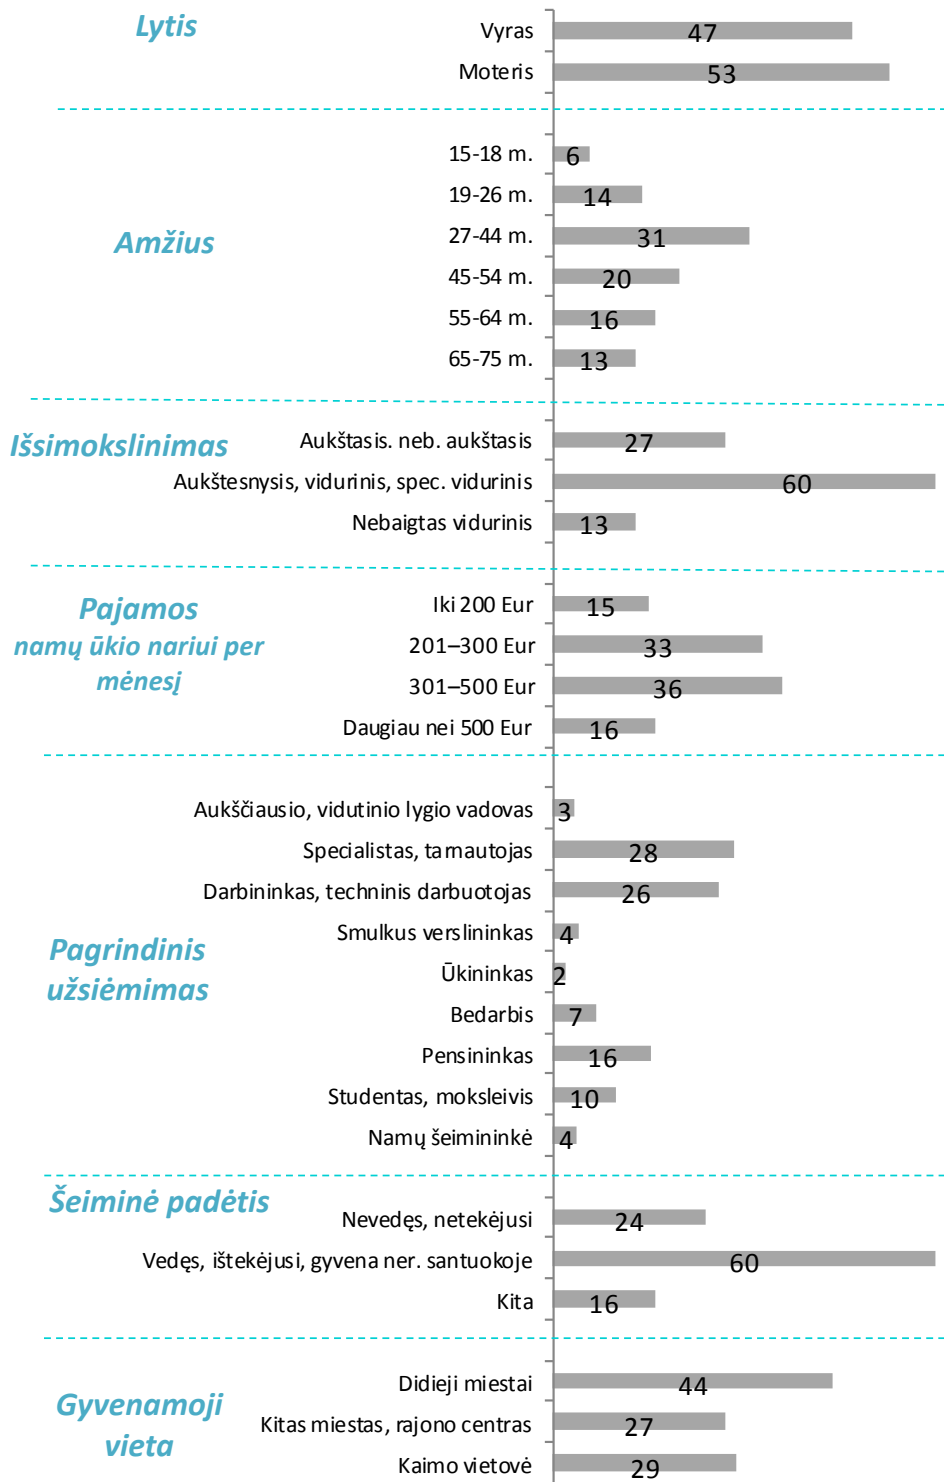 Lytis
Vyras 47
Moteris 53
Amžius
15-18 m. 6
19-26 m. 14
27-44 m. 31
45-54 m. 20
55-64 m. 16
65-75 m. 13
Išsimokslinimas
Aukštasis. neb. aukštasis 27
Aukštesnysis, vidurinis, spec. vidurinis 60
Nebaigtas vidurinis 13
Pajamos
namų ūkio nariui per
mėnesį
Iki 200 Eur 15
201–300 Eur 33
301–500 Eur 36
Daugiau nei 500 Eur 16
Pagrindinis
užsiėmimas
Aukščiausio, vidutinio lygio vadovas 3
Specialistas, tarnautojas 28
Darbininkas, techninis darbuotojas 26
Smulkus verslininkas 4
Ūkininkas 2
Bedarbis 7
Pensininkas 16
Studentas, moksleivis 10
Namų šeimininkė 4
Šeiminė padėtis
Nevedęs, netekėjusi 24
Vedęs, ištekėjusi, gyvena ner. santuokoje 60
Kita 16
Gyvenamoji
vieta
Didieji miestai 44
Kitas miestas, rajono centras 27
Kaimo vietovė 29